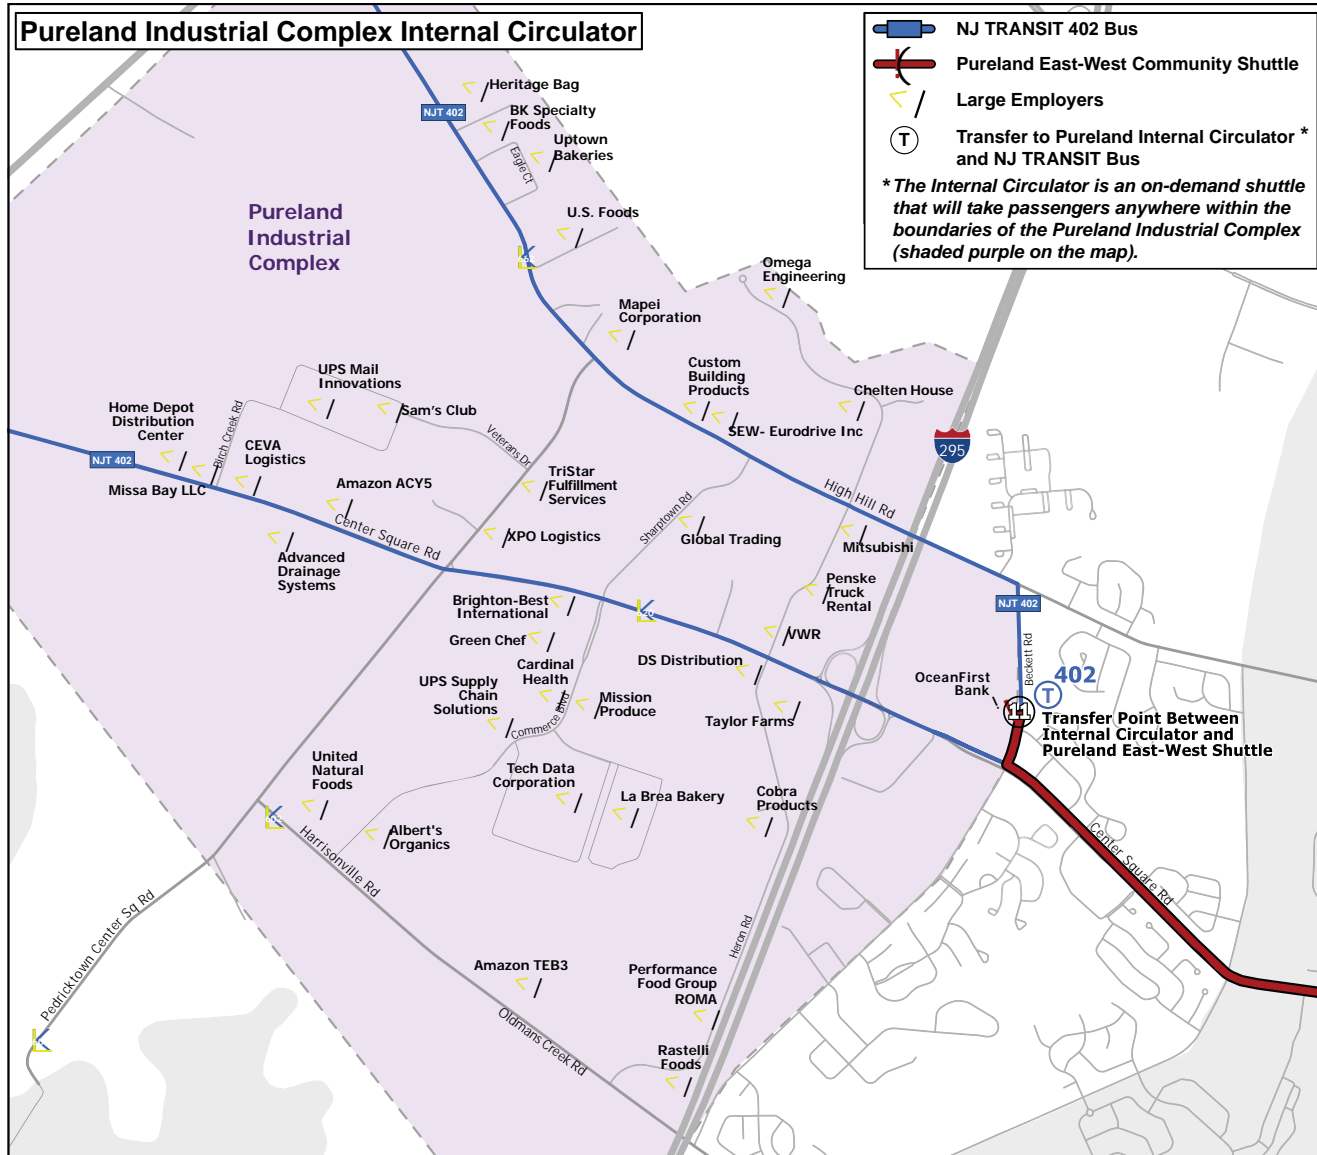 Pureland Industrial Complex Internal Circulator
NJ TRANSIT 402 Bus
Pureland East-West Community Shuttle
Large Employers
T
Transfer to Pureland Internal Circulator *
and NJ TRANSIT Bus
* The Internal Circulator is an on-demand shuttle
that will take passengers anywhere within the
boundaries of the Pureland Industrial Complex
(shaded purple on the map).
Heritage Bag
NJT 402
BK Specialty
Foods
Uptown
Bakeries
Eagle Ct
Pureland
Industrial
Complex
U.S. Foods
Omega
Engineering
Mapei
Corporation
Custom
Building
Products
Chelten House
SEW- Eurodrive Inc
UPS Mail
Innovations
Sam's Club
Home Depot
Distribution
Center
Birch Creek Rd
CEVA
Logistics
NJT 402
Missa Bay LLC
Veterans Dr
295
Amazon ACY5
TriStar
Fulfillment
Services
High Hill Rd
Sharptown Rd
Center Square Rd
XPO Logistics
Global Trading
Mitsubishi
Advanced
Drainage
Systems
Penske
Truck
Rental
Brighton-Best
International
NJT 402
Green Chef
VWR
Beckett Rd
DS Distribution
Cardinal
Health
UPS Supply
Chain
Solutions
Mission
Produce
Commerce Blvd
Taylor Farms
OceanFirst
Bank
402
T
11
Transfer Point Between
Internal Circulator and
Pureland East-West Shuttle
United
Natural
Foods
Tech Data
Corporation
La Brea Bakery
Cobra
Products
Albert's
Organics
Harrisonville Rd
Center Square Rd
Pedricktown Center Sq Rd
Heron Rd
Amazon TEB3
Performance
Food Group
ROMA
Oldmans Creek Rd
Rastelli
Foods